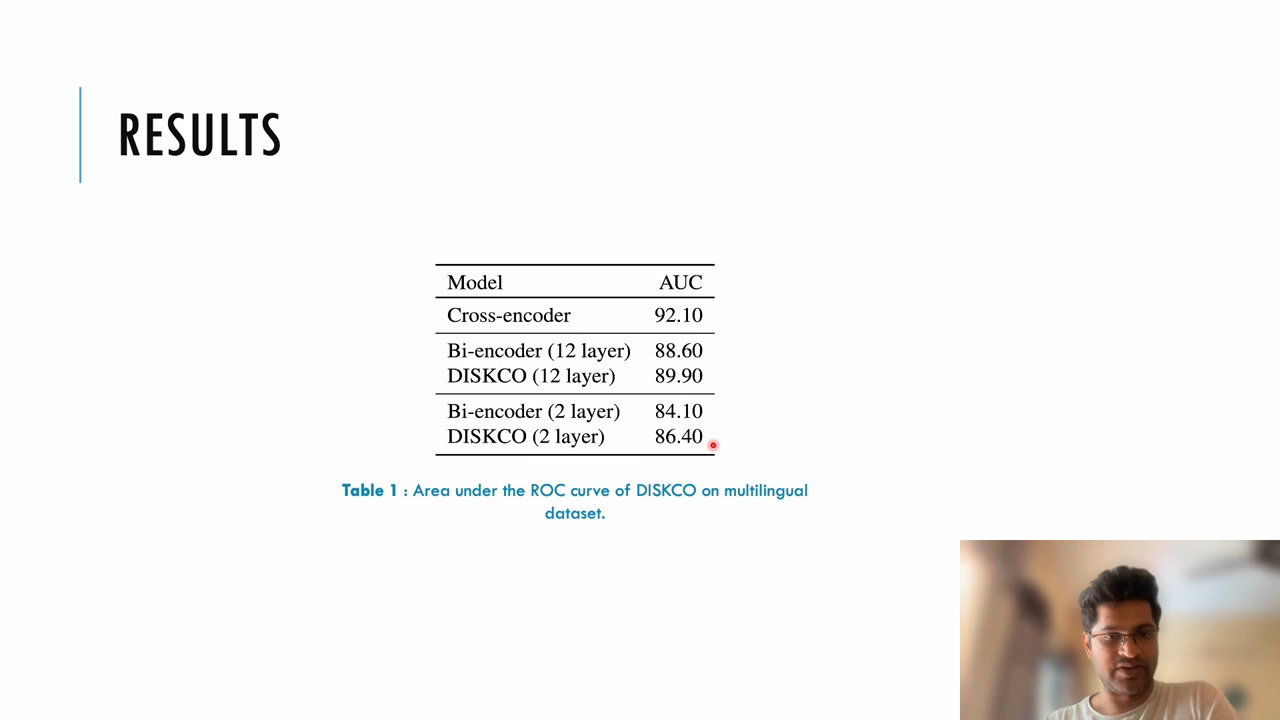 RESULTS
Model AUC
Cross-encoder 92.10
Bi-encoder (12 layer) 88.60
DISKCO (12 layer) 89.90
Bi-encoder (2 layer) 84.10
DISKCO (2 layer) 86.40
Table 1 : Area under the ROC curve of DISKCO on multilingual
dataset.